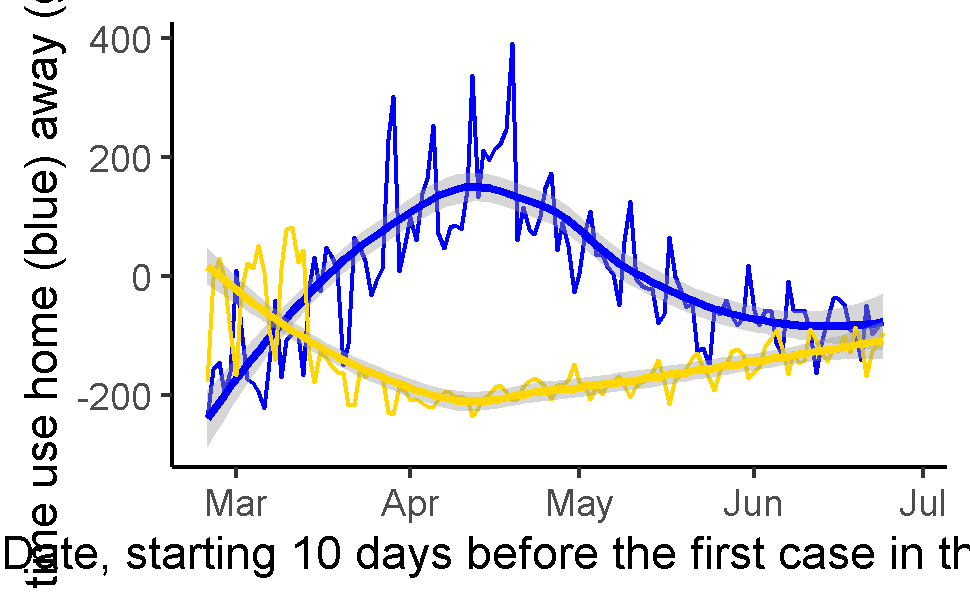 time use home (blue) away (
400
200
0
-200
Mar Apr May Jun Jul
Date, starting 10 days before the first case in th